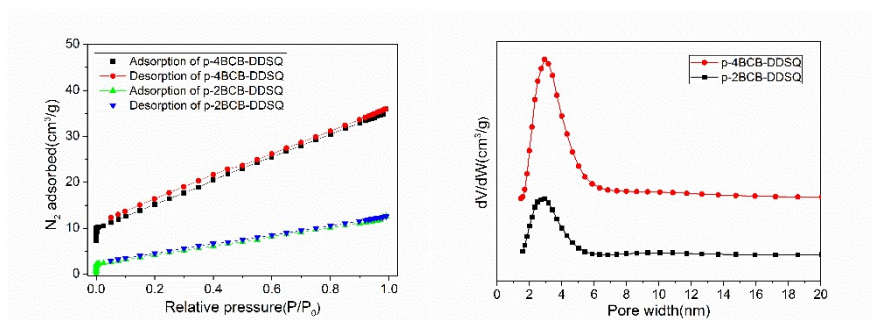 50
40
30
20
10
0
N₂ adsorbed(cm³/g)
Adsorption of p-4BCB-DDSQ
Desorption of p-4BCB-DDSQ
Adsorption of p-2BCB-DDSQ
Desorption of p-2BCB-DDSQ
0.0 0.2 0.4 0.6 0.8 1.0
Relative pressure(P/P₀)
dV/dW(cm³/g)
p-4BCB-DDSQ
p-2BCB-DDSQ
0 2 4 6 8 10 12 14 16 18 20
Pore width(nm)